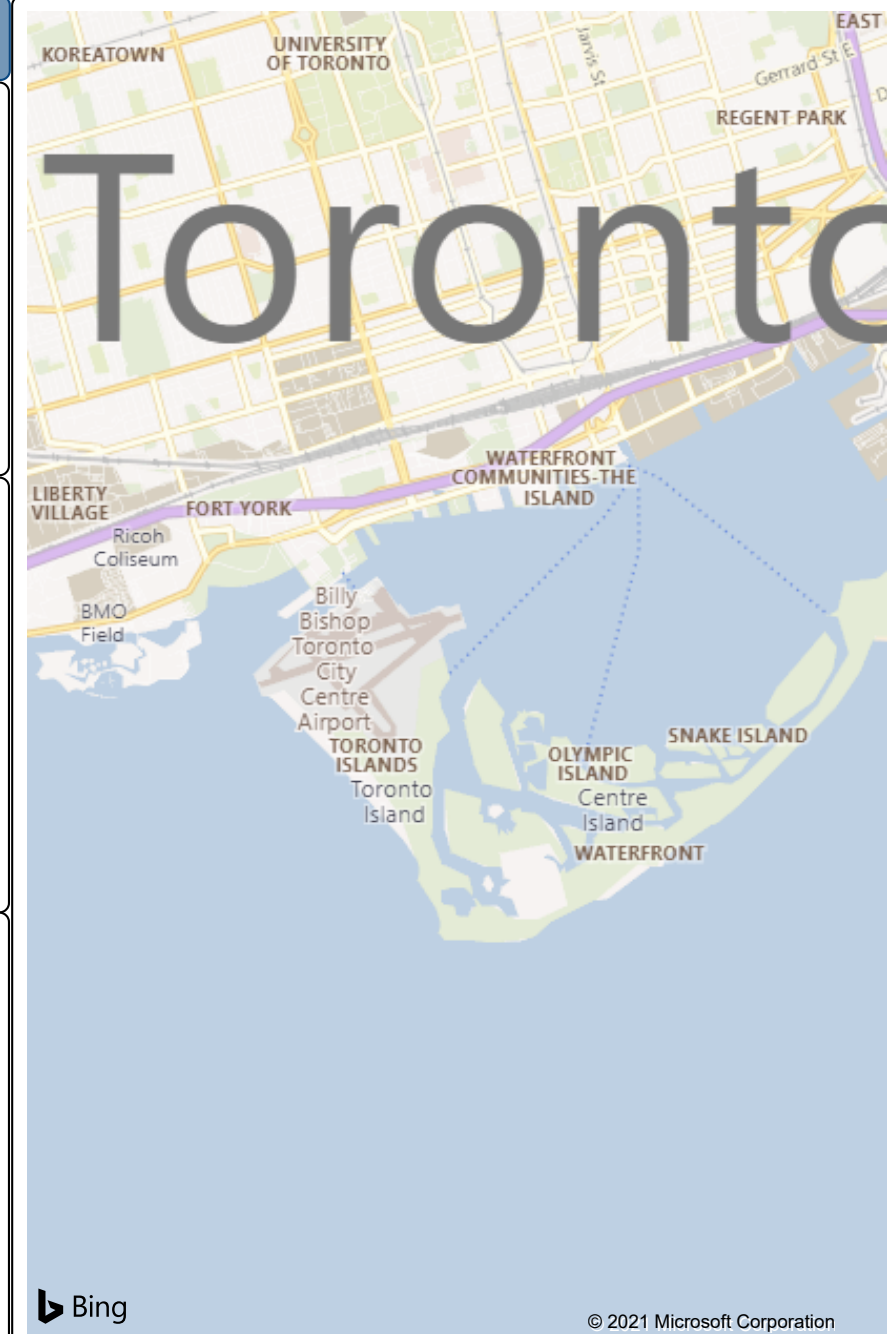 EAST
KOREATOWN
UNIVERSITY
OF TORONTO
Jarvis St
Gerrard St E
D
REGENT PARK
Toronto
WATERFRONT
COMMUNITIES-THE
ISLAND
LIBERTY
VILLAGE
FORT YORK
Ricoh
Coliseum
BMO
Field
Billy
Bishop
Toronto
City
Centre
Airport
TORONTO
ISLANDS
Toronto
Island
SNAKE ISLAND
OLYMPIC
ISLAND
Centre
Island
WATERFRONT
Bing
© 2021 Microsoft Corporation